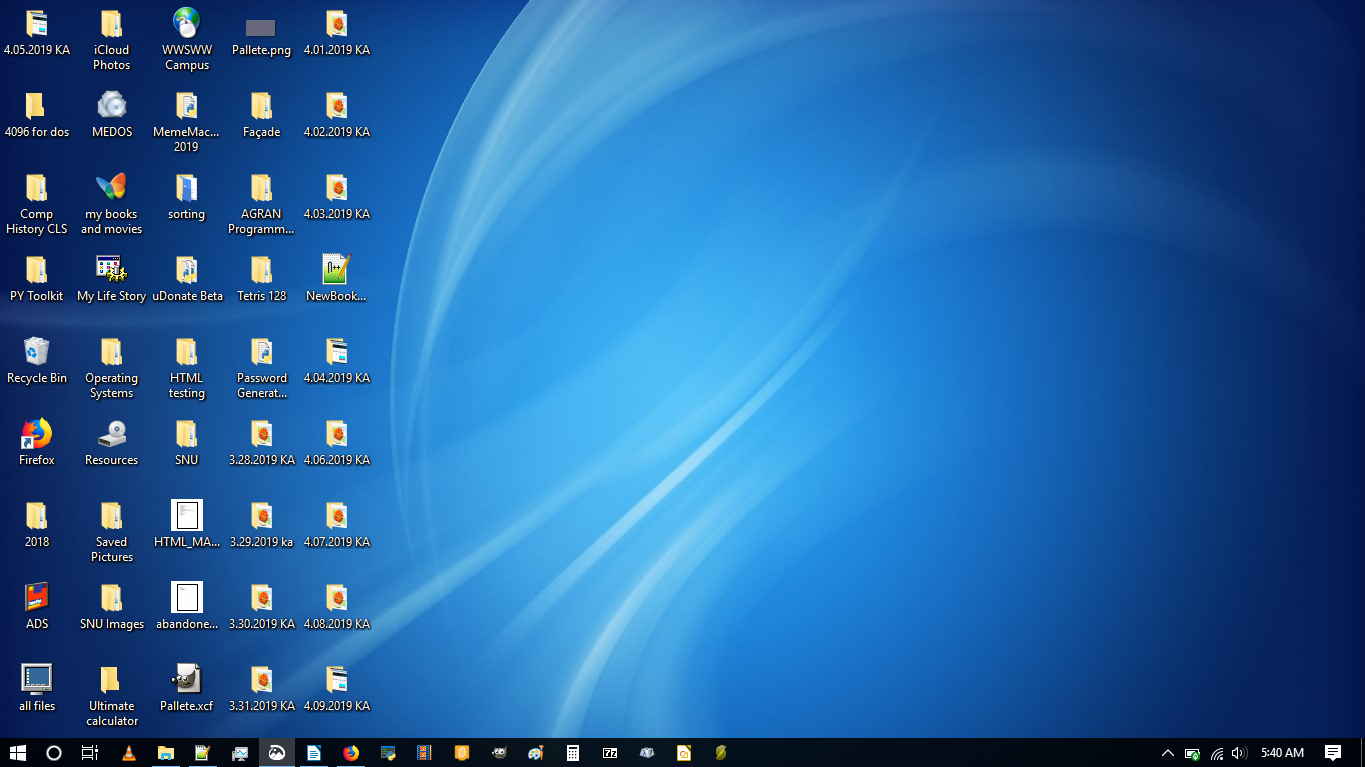 4.05.2019 KA
iCloud
Photos
WWSWW
Campus
Pallete.png
4.01.2019 KA
4096 for dos
MEDOS
MemeMac...
2019
Façade
4.02.2019 KA
Comp
History CLS
my books
and movies
sorting
AGRAN
Programm...
4.03.2019 KA
PY Toolkit
My Life Story
uDonate Beta
Tetris 128
NewBook...
Recycle Bin
Operating
Systems
HTML
testing
Password
Generat...
4.04.2019 KA
Firefox
Resources
SNU
3.28.2019 KA
4.06.2019 KA
2018
Saved
Pictures
HTML_MA...
3.29.2019 ka
4.07.2019 KA
ADS
SNU Images
abandone...
3.30.2019 KA
4.08.2019 KA
all files
Ultimate
calculator
Pallete.xcf
3.31.2019 KA
4.09.2019 KA
5:40 AM